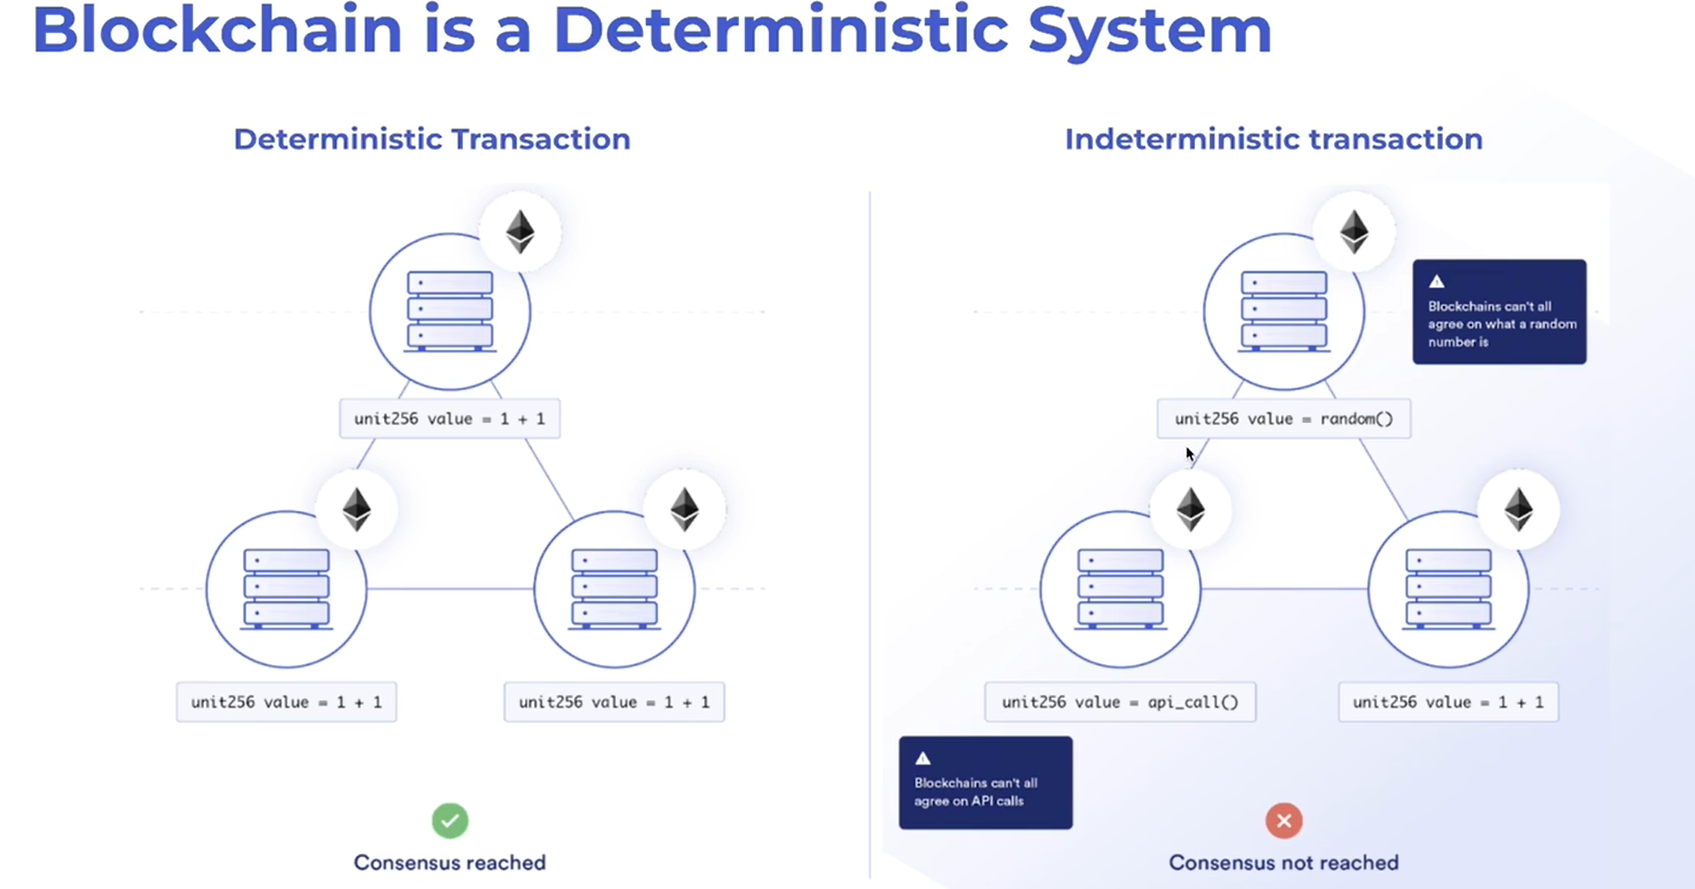 Blockchain is a Deterministic System
Deterministic Transaction
unit256 value = 1 + 1
unit256 value = 1 + 1
unit256 value = 1 + 1
Consensus reached
Indeterministic transaction
Blockchains can't all
agree on what a random
number is
unit256 value = random()
unit256 value = api_call()
unit256 value = 1 + 1
Blockchains can't all
agree on API calls
Consensus not reached